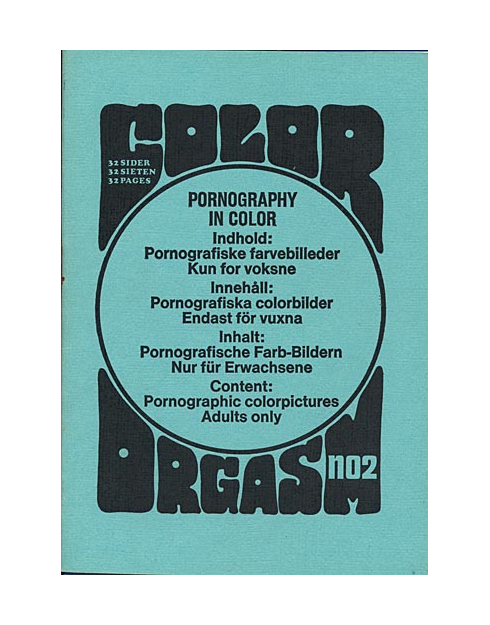 COLOR
32 SIDER
32 SIETEN
32 PAGES
PORNOGRAPHY
IN COLOR
Indhold:
Pornografiske farvebilleder
Kun for voksne
Innehåll:
Pornografiska colorbilder
Endast för vuxna
Inhalt:
Pornografische Farb-Bildern
Nur für Erwachsene
Content:
Pornographic colorpictures
Adults only
ORGASM
no2